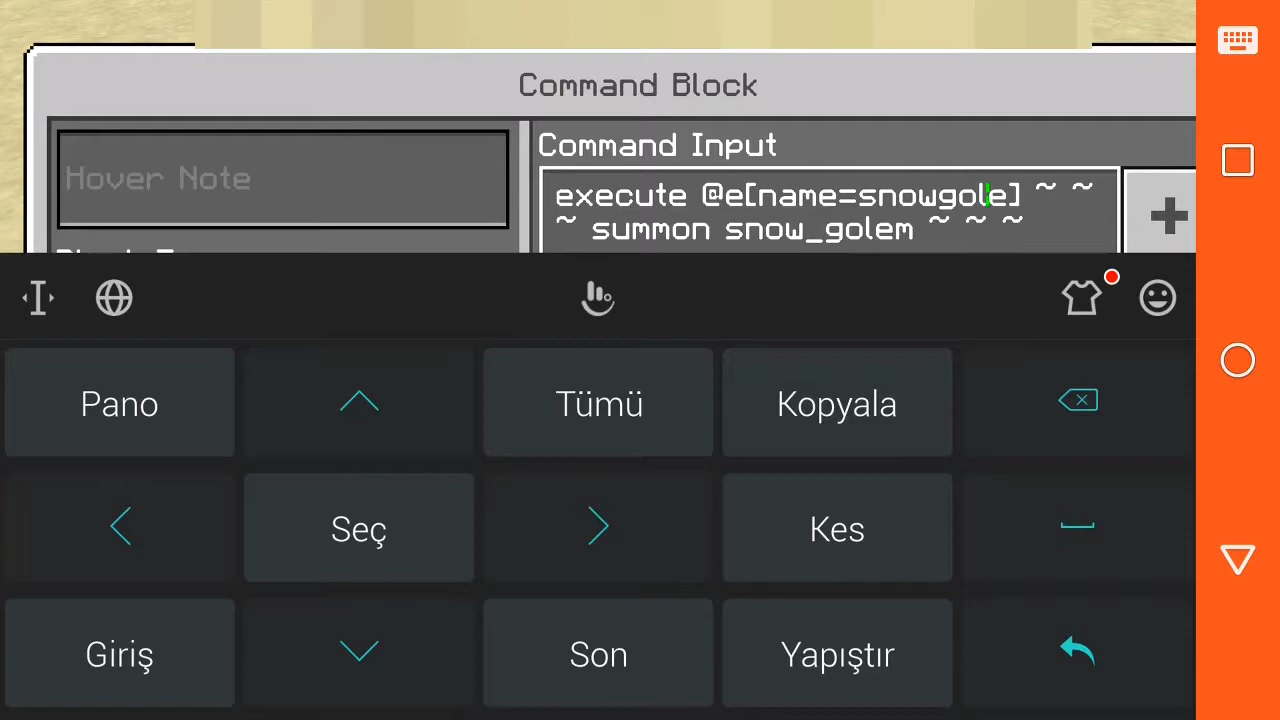 Command Block
Hover Note
Command Input
execute @e[name=snowgole] ~ ~
~ summon snow_golem ~ ~ ~
Pano
Tümü
Kopyala
Seç
Kes
Giriş
Son
Yapıştır